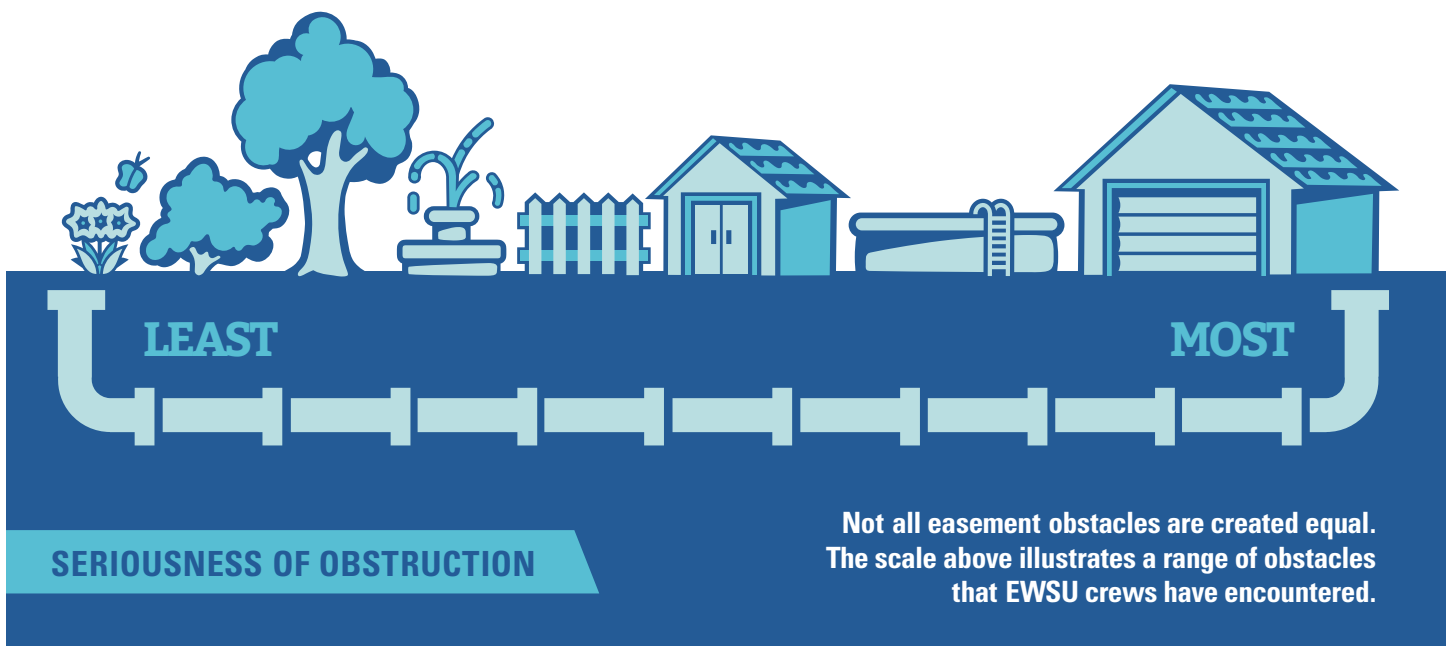 LEAST
MOST
SERIOUSNESS OF OBSTRUCTION
Not all easement obstacles are created equal.
The scale above illustrates a range of obstacles
that EWSU crews have encountered.